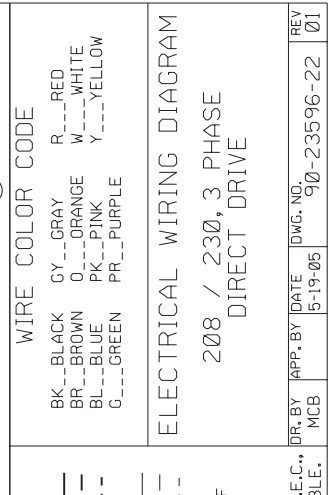 WIRE COLOR CODE
BK__BLACK GY__GRAY R___RED
BR__BROWN O___ORANGE W___WHITE
BL__BLUE PK__PINK Y___YELLOW
G___GREEN PR__PURPLE
ELECTRICAL WIRING DIAGRAM
208 / 230, 3 PHASE
DIRECT DRIVE
DR. BY APP. BY DATE DWG. NO. REV
MCB 5-19-05 90-23596-22 01
.E.C.,
BLE.